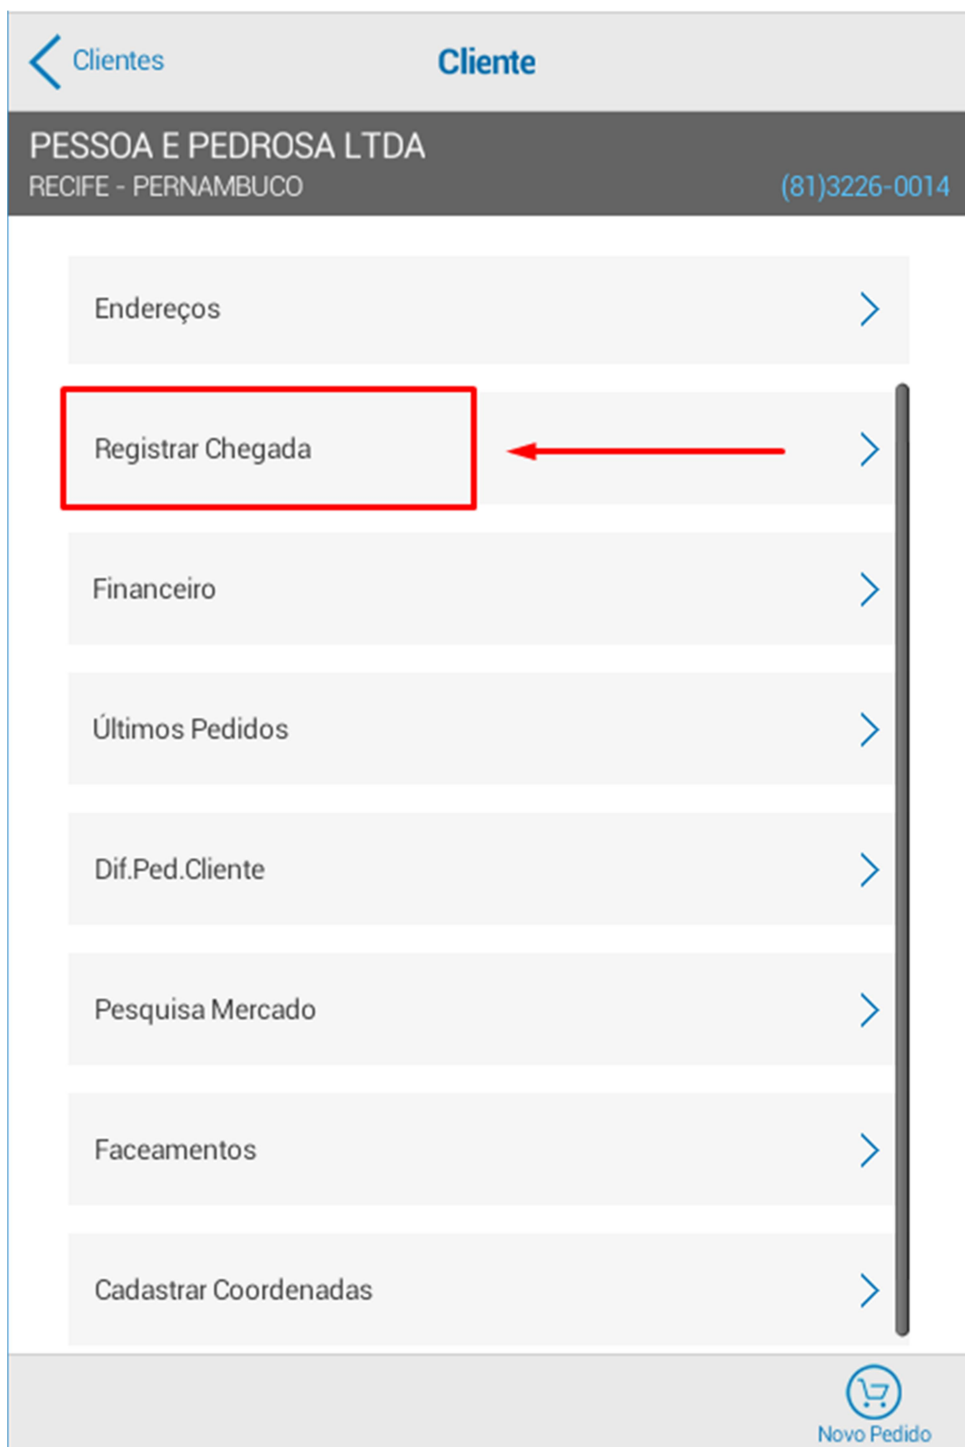 Clientes
Cliente
PESSOA E PEDROSA LTDA
RECIFE - PERNAMBUCO
(81)3226-0014
Endereços
Registrar Chegada
Financeiro
Últimos Pedidos
Dif.Ped.Cliente
Pesquisa Mercado
Faceamentos
Cadastrar Coordenadas
Novo Pedido